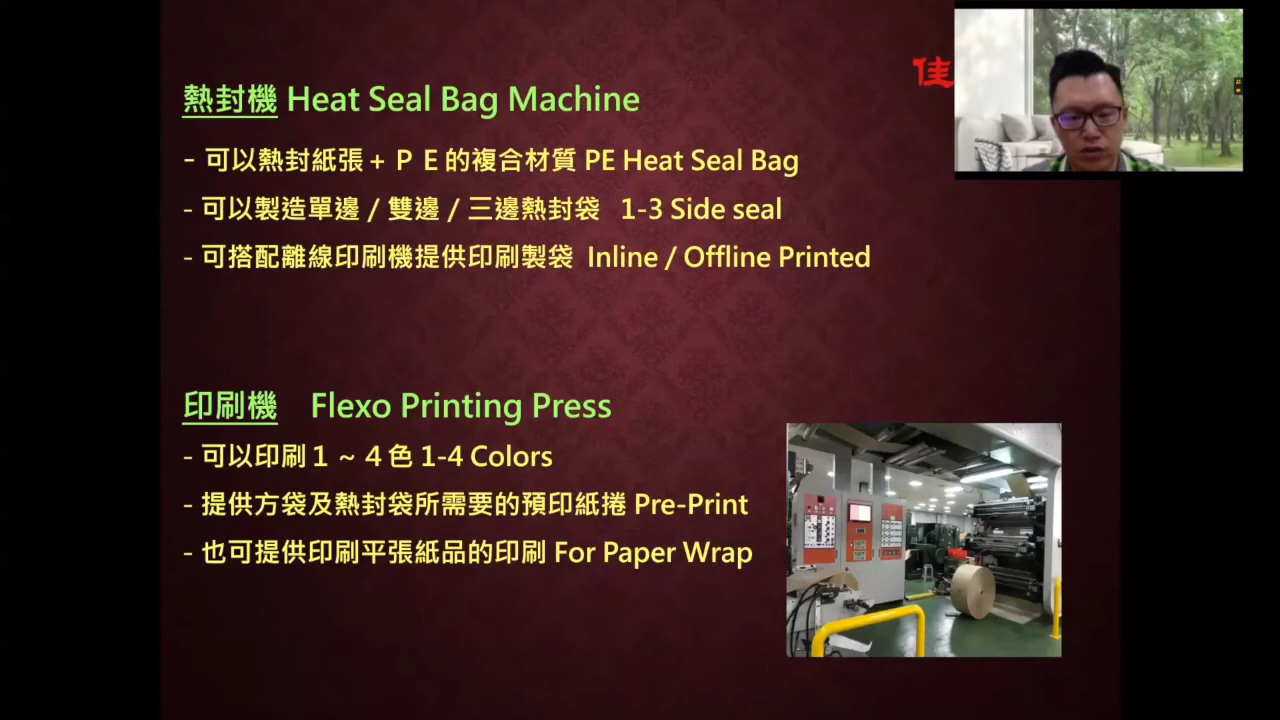 佳
熱封機 Heat Seal Bag Machine
- 可以熱封紙張+ＰＥ的複合材質 PE Heat Seal Bag
- 可以製造單邊 / 雙邊 / 三邊熱封袋 1-3 Side seal
- 可搭配離線印刷機提供印刷製袋 Inline / Offline Printed
印刷機 Flexo Printing Press
- 可以印刷１～４色 1-4 Colors
- 提供方袋及熱封袋所需要的預印紙捲 Pre-Print
- 也可提供印刷平張紙品的印刷 For Paper Wrap